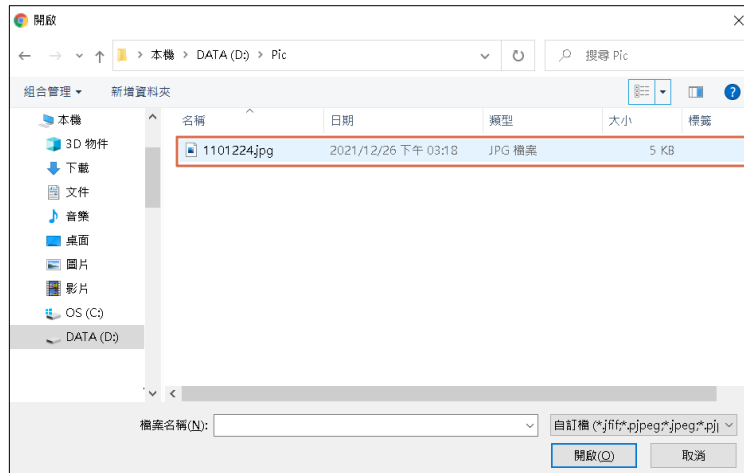 開啟
本機 > DATA (D:) > Pic
搜尋 Pic
組合管理 新增資料夾
本機
3D 物件
下載
文件
音樂
桌面
圖片
影片
OS (C:)
DATA (D:)
名稱 日期 類型 大小 標籤
1101224.jpg 2021/12/26 下午 03:18 JPG 檔案 5 KB
檔案名稱(N):
自訂檔 (*.jfif;*.pjpeg;*.jpeg;*.pj
開啟(O) 取消